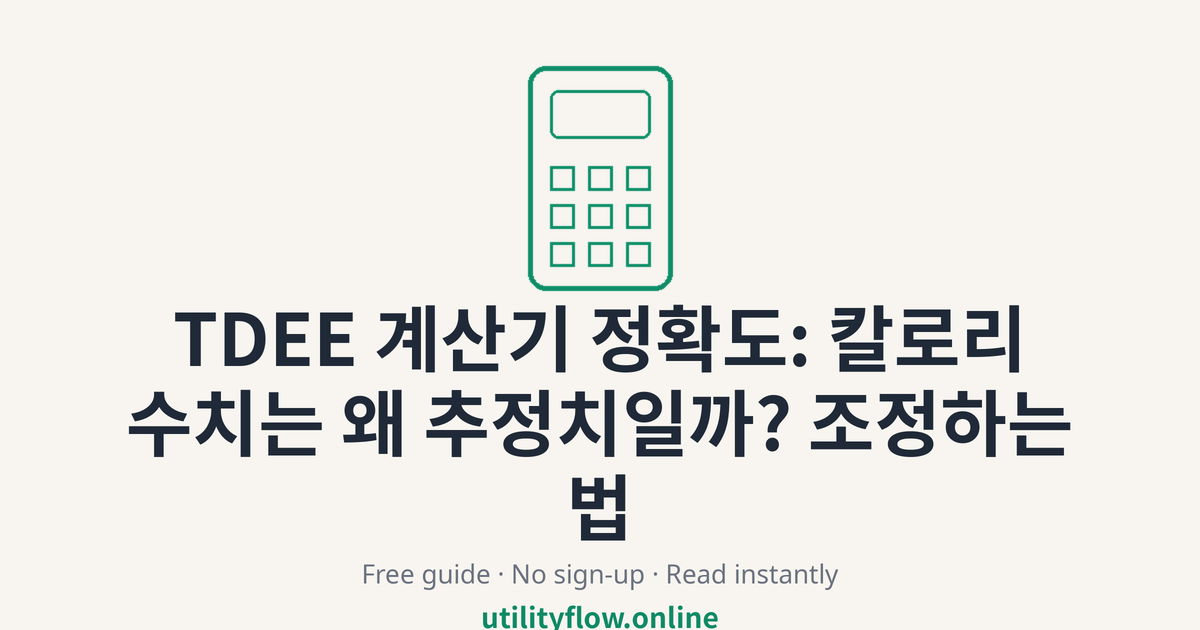 TDEE 계산기 정확도: 칼로리
수치는 왜 추정치일까? 조정하는
법
Free guide · No sign-up · Read instantly
utilityflow.online